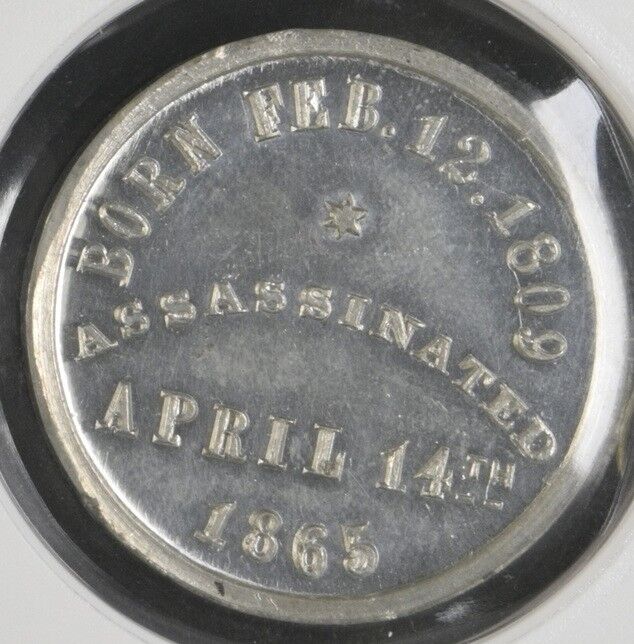 BORN FEB. 12. 1809
ASSASSINATED
APRIL 14TH
1865